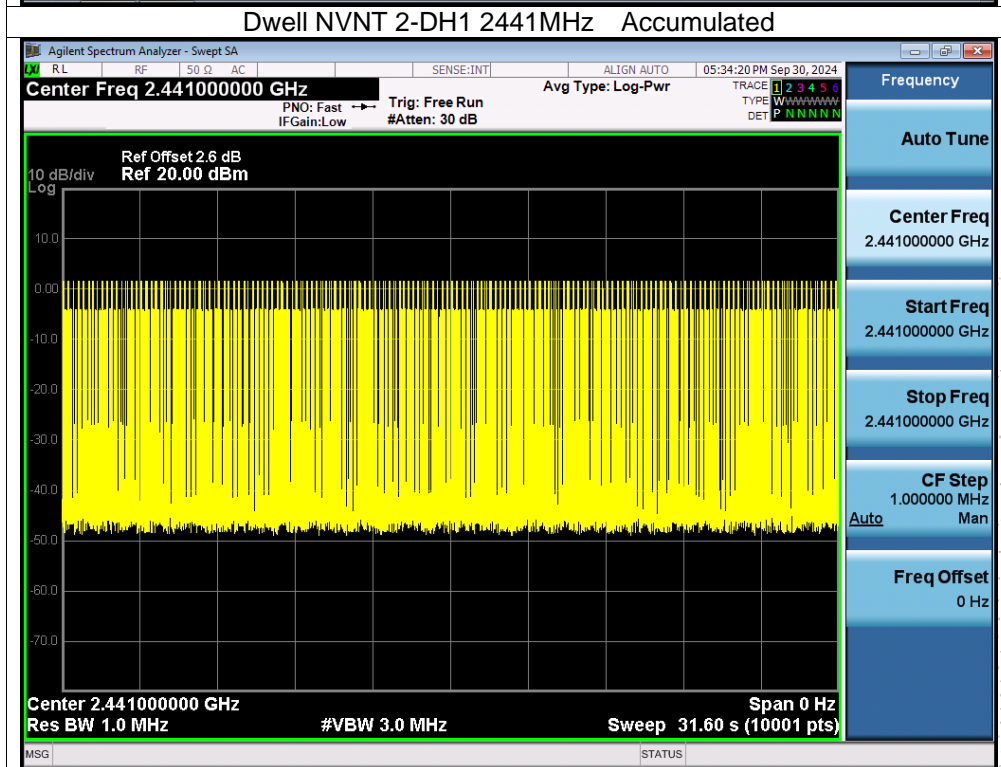 Dwell NVNT 2-DH1 2441MHz Accumulated
Agilent Spectrum Analyzer - Swept SA
LXI RL RF 50 Ω AC SENSE:INT ALIGN AUTO 05:34:20 PM Sep 30, 2024
Center Freq 2.441000000 GHz
PNO: Fast
IFGain:Low
Trig: Free Run
#Atten: 30 dB
Avg Type: Log-Pwr
TRACE 1 2 3 4 5 6
TYPE WWWWWWW
DET P N N N N N
Frequency
Auto Tune
Center Freq
2.441000000 GHz
Start Freq
2.441000000 GHz
Stop Freq
2.441000000 GHz
CF Step
1.000000 MHz
Auto Man
Freq Offset
0 Hz
Ref Offset 2.6 dB
10 dB/div Ref 20.00 dBm
Log
10.0
0.00
-10.0
-20.0
-30.0
-40.0
-50.0
-60.0
-70.0
Center 2.441000000 GHz Span 0 Hz
Res BW 1.0 MHz #VBW 3.0 MHz Sweep 31.60 s (10001 pts)
MSG STATUS